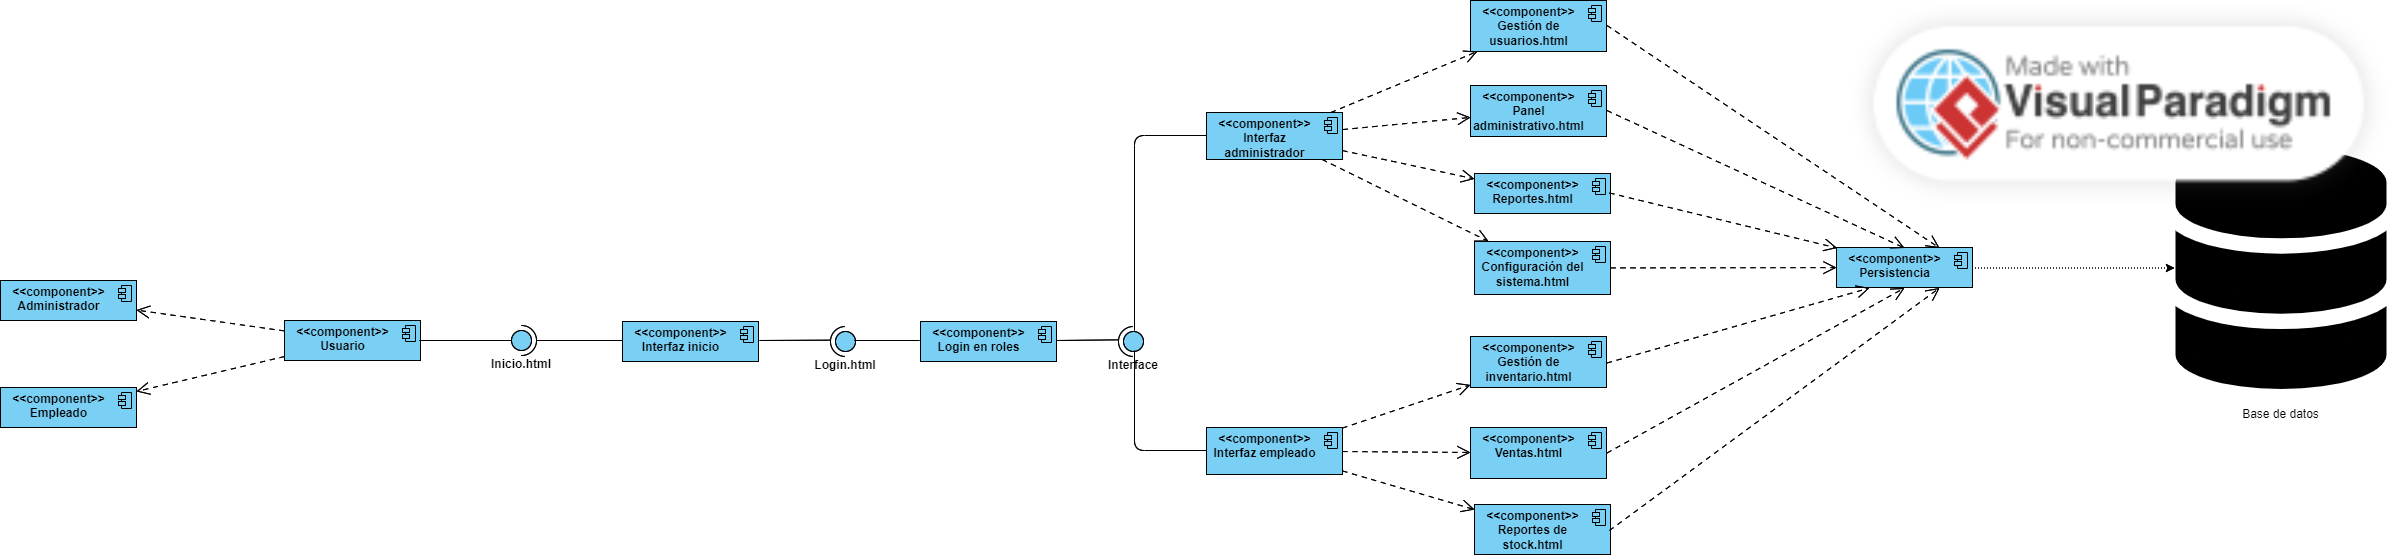 <<component>>
Administrador
<<component>>
Empleado
<<component>>
Usuario
Inicio.html
<<component>>
Interfaz inicio
Login.html
<<component>>
Login en roles
Interface
<<component>>
Interfaz
administrador
<<component>>
Interfaz empleado
<<component>>
Gestión de
usuarios.html
<<component>>
Panel
administrativo.html
<<component>>
Reportes.html
<<component>>
Configuración del
sistema.html
<<component>>
Gestión de
inventario.html
<<component>>
Ventas.html
<<component>>
Reportes de
stock.html
<<component>>
Persistencia
Made with
Visual Paradigm
For non-commercial use
Base de datos